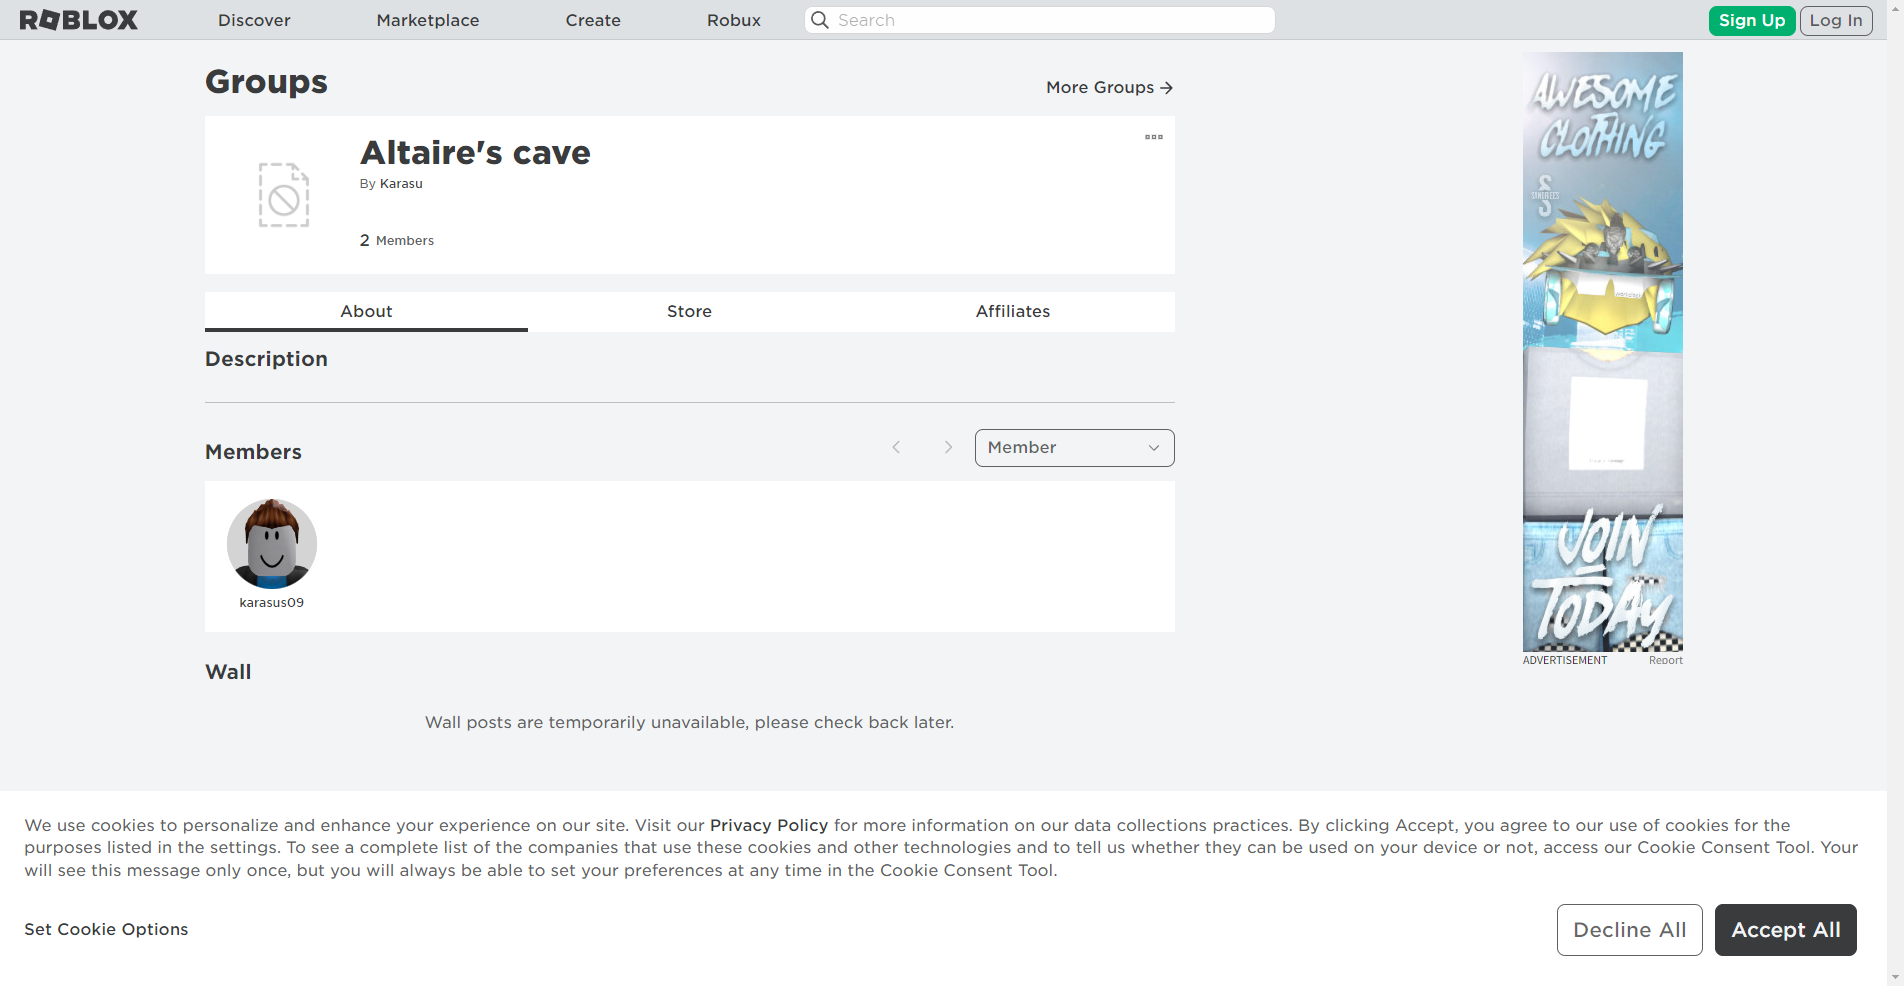 ROBLOX
Discover
Marketplace
Create
Robux
Search
Sign Up
Log In
Groups
More Groups
Altaire's cave
By Karasu
2 Members
About
Store
Affiliates
Description
Members
Member
karasus09
Wall
Wall posts are temporarily unavailable, please check back later.
AWESOME
CLOTHING
JOIN
TODAY
ADVERTISEMENT
Report
We use cookies to personalize and enhance your experience on our site. Visit our Privacy Policy for more information on our data collections practices. By clicking Accept, you agree to our use of cookies for the
purposes listed in the settings. To see a complete list of the companies that use these cookies and other technologies and to tell us whether they can be used on your device or not, access our Cookie Consent Tool. Your
will see this message only once, but you will always be able to set your preferences at any time in the Cookie Consent Tool.
Set Cookie Options
Decline All
Accept All